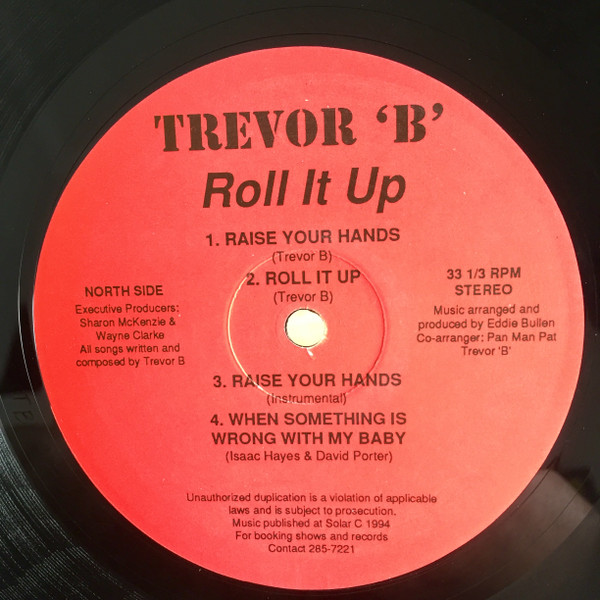 TREVOR 'B'
Roll It Up
1. RAISE YOUR HANDS
(Trevor B)
2. ROLL IT UP
(Trevor B)
NORTH SIDE
Executive Producers;
Sharon McKenzie &
Wayne Clarke
All songs written and
composed by Trevor B
33 1/3 RPM
STEREO
Music arranged and
produced by Eddie Bullen
Co-arranger: Pan Man Pat
Trevor 'B'
3. RAISE YOUR HANDS
(Instrumental)
4. WHEN SOMETHING IS
WRONG WITH MY BABY
(Isaac Hayes & David Porter)
Unauthorized duplication is a violation of applicable
laws and is subject to prosecution.
Music published at Solar C 1994
For booking shows and records
Contact 285-7221